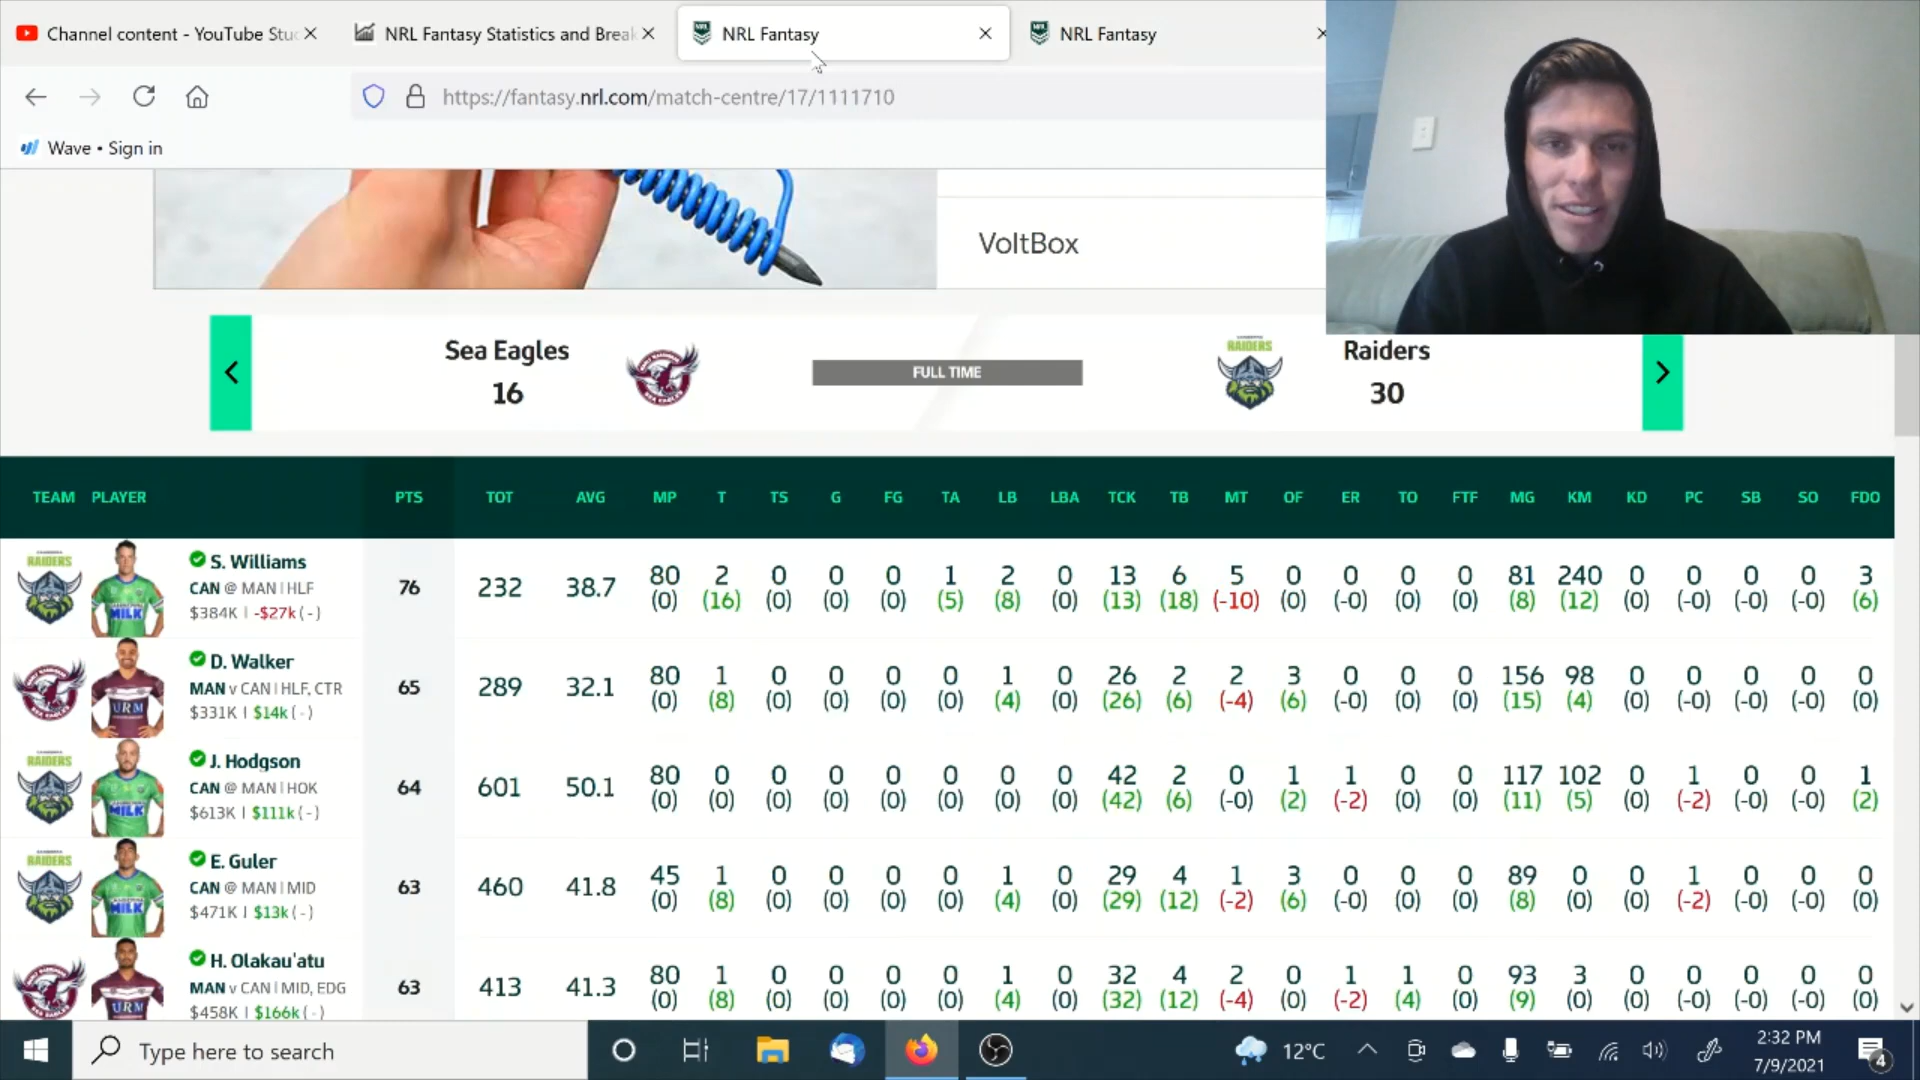 Channel content - YouTube Stu
NRL Fantasy Statistics and Break
NRL Fantasy
NRL Fantasy
https://fantasy.nrl.com/match-centre/17/1111710
Wave • Sign in
VoltBox
Sea Eagles
16
FULL TIME
RAIDERS
Raiders
30
TEAM PLAYER PTS TOT AVG MP T TS G FG TA LB LBA TCK TB MT OF ER TO FTF MG KM KD PC SB SO FDO
RAIDERS MILK S. Williams
CAN @ MAN | HLF
$384K | -$27k (-)
76 232 38.7 80 2 0 0 0 1 2 0 13 6 5 0 0 0 0 81 240 0 0 0 0 3
(0) (16) (0) (0) (0) (5) (8) (0) (13) (18) (-10) (0) (-0) (0) (0) (8) (12) (0) (-0) (-0) (-0) (6)
URM D. Walker
MAN v CAN | HLF, CTR
$331K | $14k (-)
65 289 32.1 80 1 0 0 0 0 1 0 26 2 2 3 0 0 0 156 98 0 0 0 0 0
(0) (8) (0) (0) (0) (0) (4) (0) (26) (6) (-4) (6) (-0) (0) (0) (15) (4) (0) (-0) (-0) (-0) (0)
RAIDERS MILK J. Hodgson
CAN @ MAN | HOK
$613K | $111k (-)
64 601 50.1 80 0 0 0 0 0 0 0 42 2 0 1 1 0 0 117 102 0 1 0 0 1
(0) (0) (0) (0) (0) (0) (0) (0) (42) (6) (-0) (2) (-2) (0) (0) (11) (5) (0) (-2) (-0) (-0) (2)
RAIDERS MILK E. Guler
CAN @ MAN | MID
$471K | $13k (-)
63 460 41.8 45 1 0 0 0 0 1 0 29 4 1 3 0 0 0 89 0 0 1 0 0 0
(0) (8) (0) (0) (0) (0) (4) (0) (29) (12) (-2) (6) (-0) (0) (0) (8) (0) (0) (-2) (-0) (-0) (0)
URM H. Olakau'atu
MAN v CAN | MID, EDG
$458K | $166k (-)
63 413 41.3 80 1 0 0 0 0 1 0 32 4 2 0 1 1 0 93 3 0 0 0 0 0
(0) (8) (0) (0) (0) (0) (4) (0) (32) (12) (-4) (0) (-2) (4) (0) (9) (0) (0) (-0) (-0) (-0) (0)
Type here to search
12°C
2:32 PM
7/9/2021
4